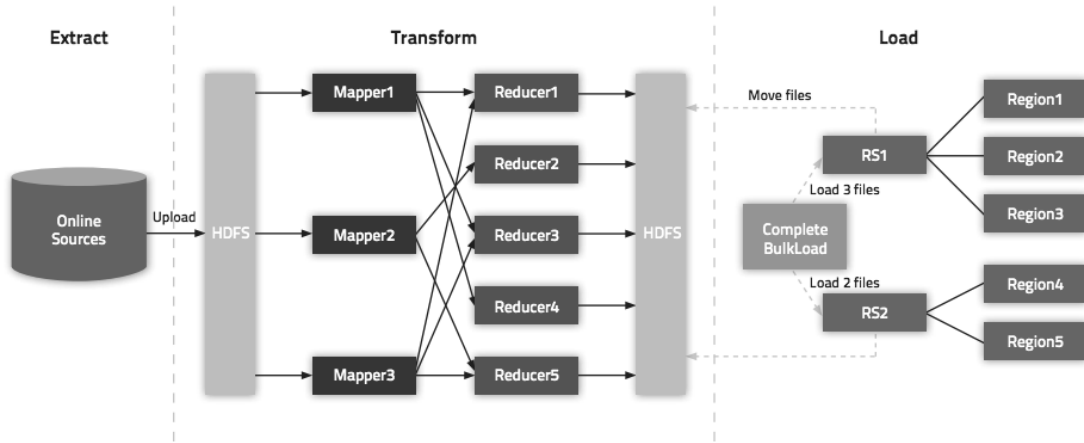 Extract
Transform
Load
Online
Sources
Upload
HDFS
Mapper1
Mapper2
Mapper3
Reducer1
Reducer2
Reducer3
Reducer4
Reducer5
HDFS
Move files
RS1
Load 3 files
Complete
BulkLoad
Load 2 files
RS2
Region1
Region2
Region3
Region4
Region5